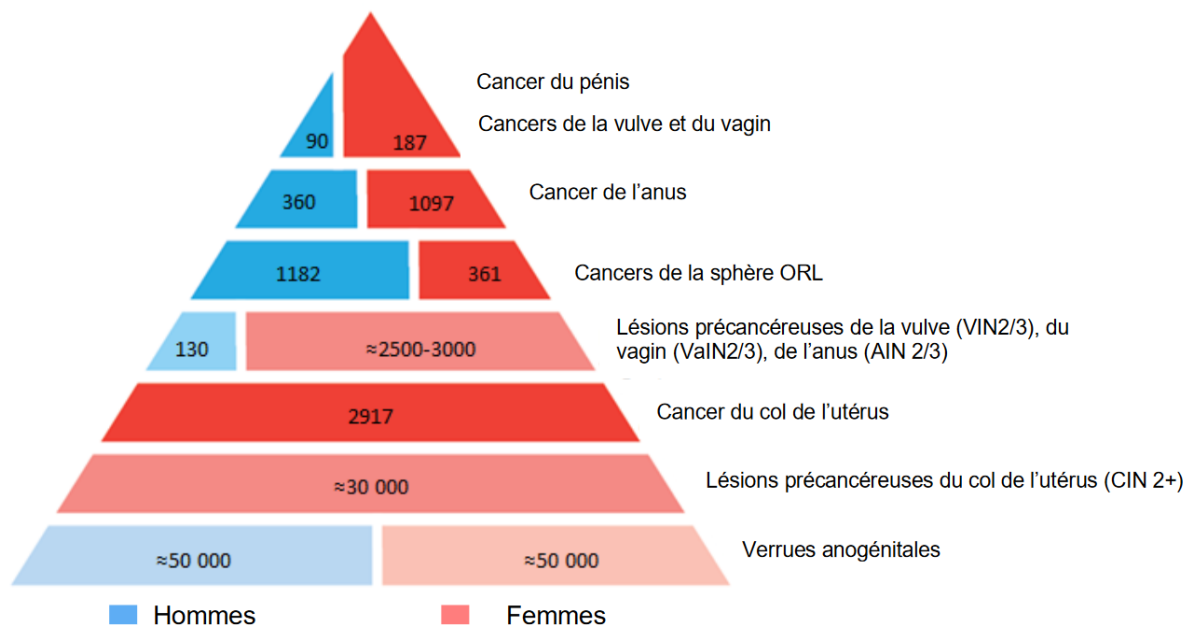 Cancer du pénis
90
187
Cancers de la vulve et du vagin
360
1097
Cancer de l'anus
1182
361
Cancers de la sphère ORL
130
≈2500-3000
Lésions précancéreuses de la vulve (VIN2/3), du
vagin (VaIN2/3), de l'anus (AIN 2/3)
2917
Cancer du col de l'utérus
≈30 000
Lésions précancéreuses du col de l'utérus (CIN 2+)
≈50 000
≈50 000
Verrues anogénitales
Hommes
Femmes